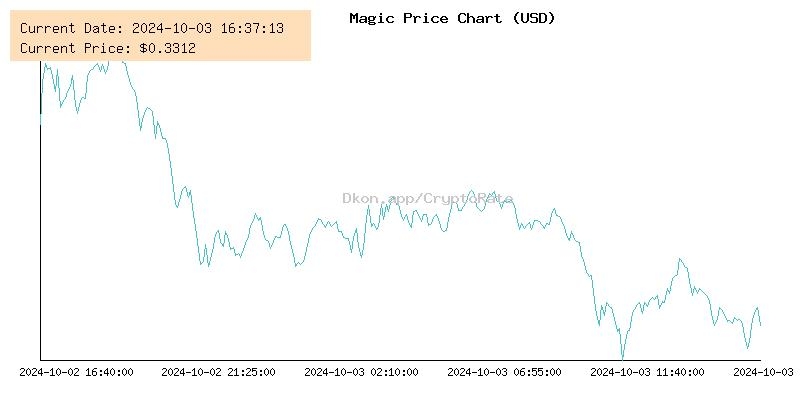 Magic Price Chart (USD)
Current Date: 2024-10-03 16:37:13
Current Price: $0.3312
Dkon.app/CryptoRate
2024-10-02 16:40:00 2024-10-02 21:25:00 2024-10-03 02:10:00 2024-10-03 06:55:00 2024-10-03 11:40:00 2024-10-03